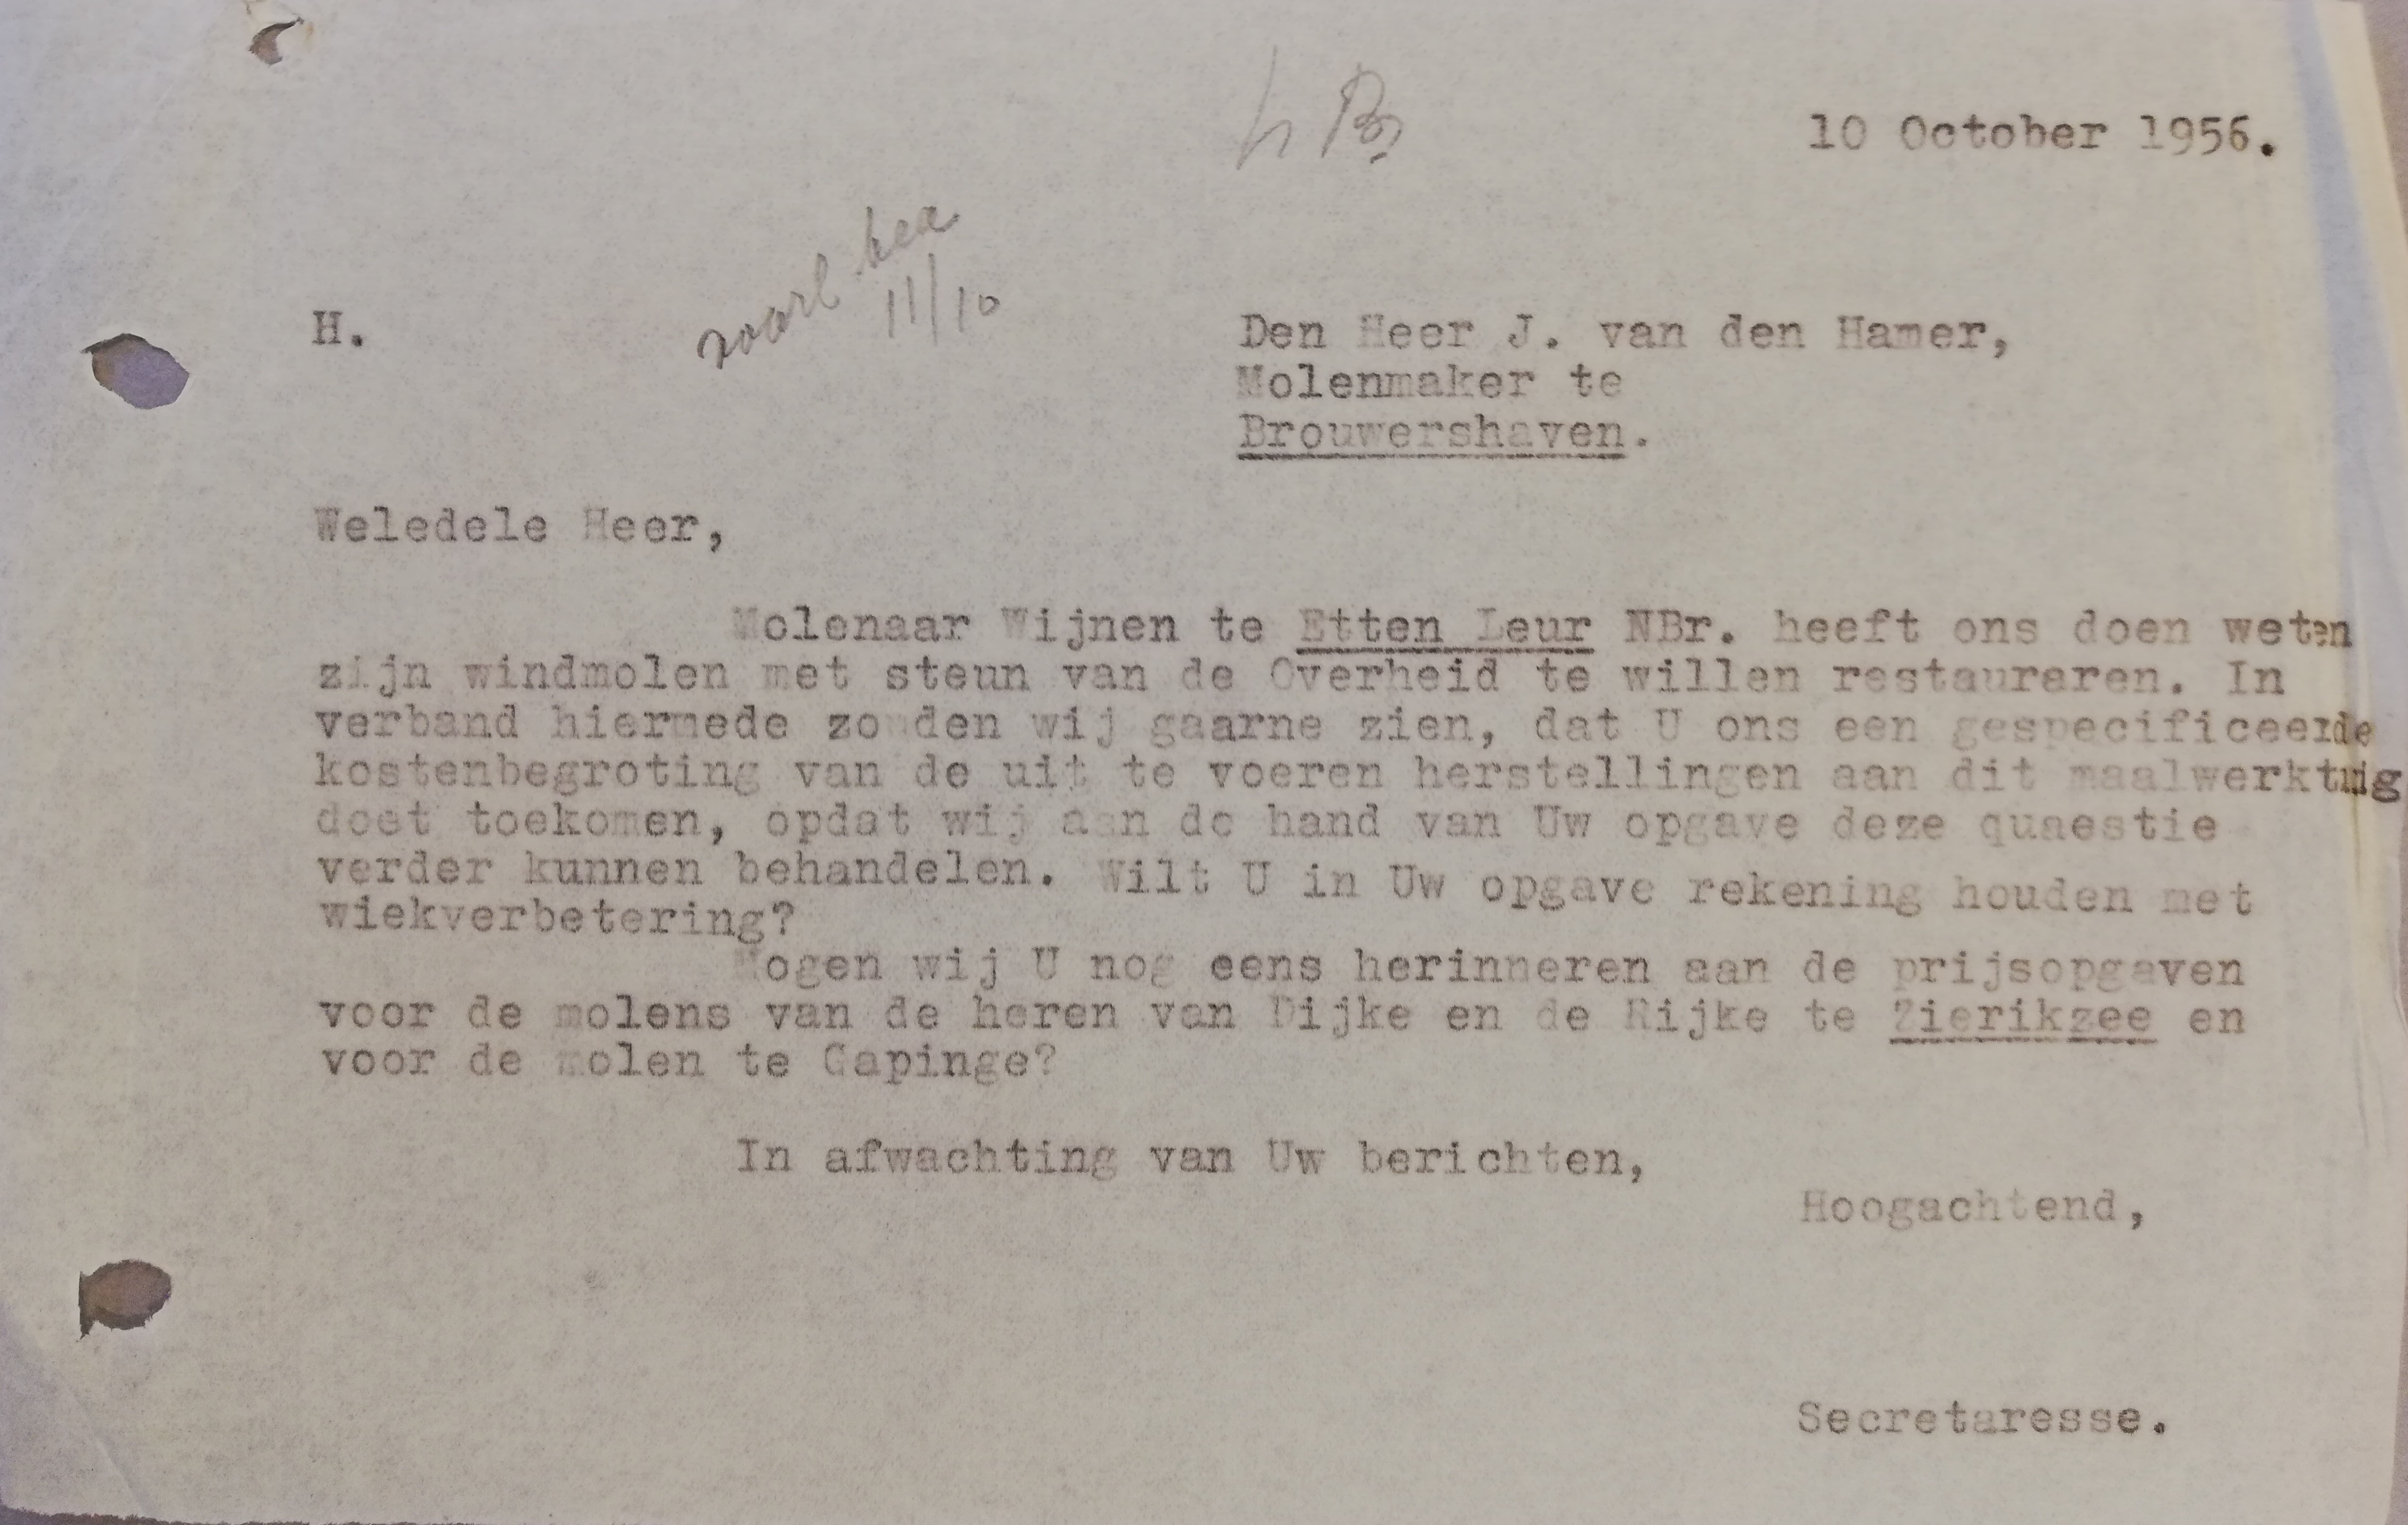 10 October 1956.
11/10
H.
Den Heer J. van den Hamer,
Molenmaker te
Brouwershaven.
Weledele Heer,
Molenaar Wijnen te Etten Leur NBr. heeft ons doen weten
zijn windmolen met steun van de Overheid te willen restaureren. In
verband hiermede zouden wij gaarne zien, dat U ons een gespecificeerde
kostenbegroting van de uit te voeren herstellingen aan dit maalwerktuig
doet toekomen, opdat wij aan de hand van Uw opgave deze quaestie
verder kunnen behandelen. Wilt U in Uw opgave rekening houden met
wiekverbetering?
Mogen wij U nog eens herinneren aan de prijsopgaven
voor de molens van de heren van Dijke en de Rijke te Zierikzee en
voor de molen te Gapinge?
In afwachting van Uw berichten,
Hoogachtend,
Secretaresse.